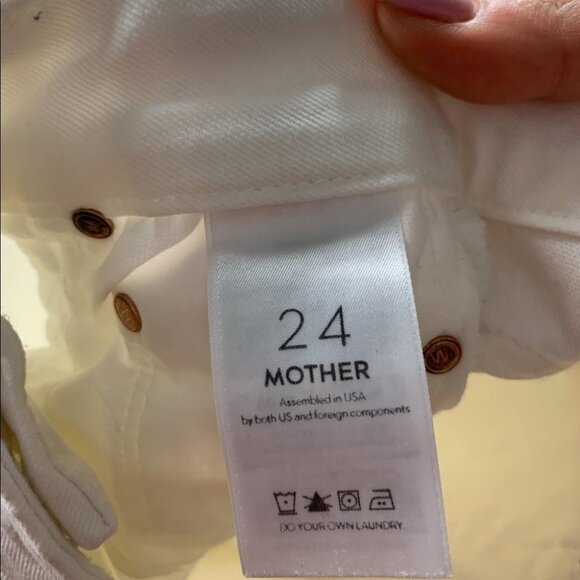 24
MOTHER
Assembled in USA
by both US and foreign components
DO YOUR OWN LAUNDRY